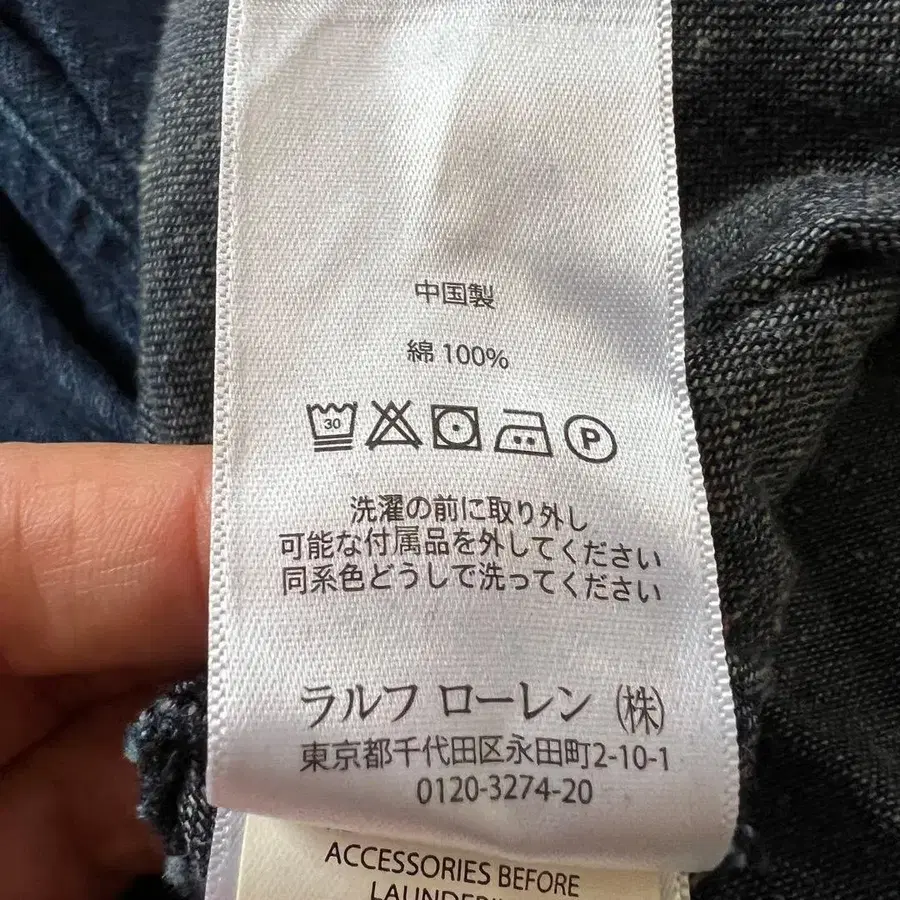 中国製
綿 100%
30
P
洗濯の前に取り外し
可能な付属品を外してください
同系色どうしで洗ってください
ラルフ ローレン (株)
東京都千代田区永田町2-10-1
0120-3274-20
ACCESSORIES BEFORE